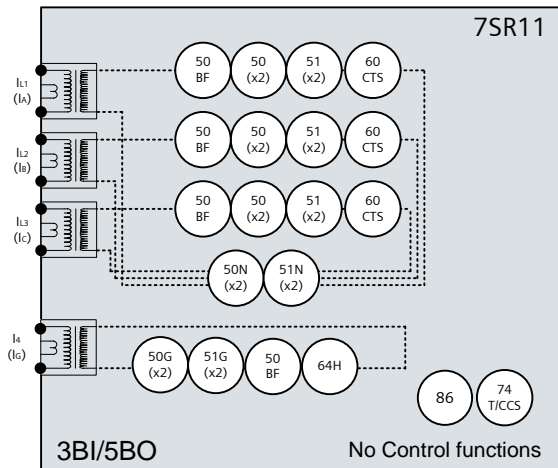 7SR11
IL1
(IA)
50
BF
50
(x2)
51
(x2)
60
CTS
IL2
(IB)
50
BF
50
(x2)
51
(x2)
60
CTS
IL3
(IC)
50
BF
50
(x2)
51
(x2)
60
CTS
50N
(x2)
51N
(x2)
I4
(IG)
50G
(x2)
51G
(x2)
50
BF
64H
86
74
T/CCS
3BI/5BO
No Control functions